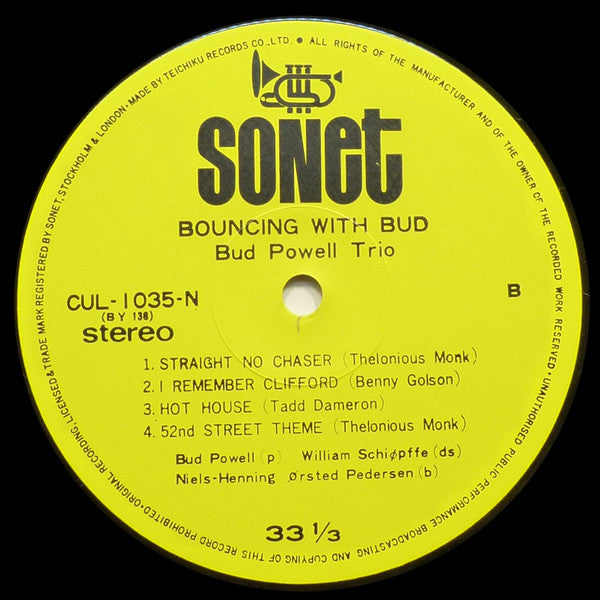 LICENSED & TRADE MARK REGISTERED BY SONET, STOCKHOLM & LONDON-MADE BY TEICHIKU RECORDS CO., LTD. • ALL RIGHTS OF THE MANUFACTURER AND OF THE OWNER OF THE RECORDED WORK RESERVED • UNAUTHORISED PUBLIC PERFORMANCE BROADCASTING AND COPYING OF THIS RECORD PROHIBITED-ORIGINAL RECORDING,
SONET
BOUNCING WITH BUD
Bud Powell Trio
CUL-1035-N
B
(BY 136)
stereo
1. STRAIGHT NO CHASER (Thelonious Monk)
2. I REMEMBER CLIFFORD (Benny Golson)
3. HOT HOUSE (Tadd Dameron)
4. 52nd STREET THEME (Thelonious Monk)
Bud Powell (p) William Schiøpffe (ds)
Niels-Henning Ørsted Pedersen (b)
33 1/3